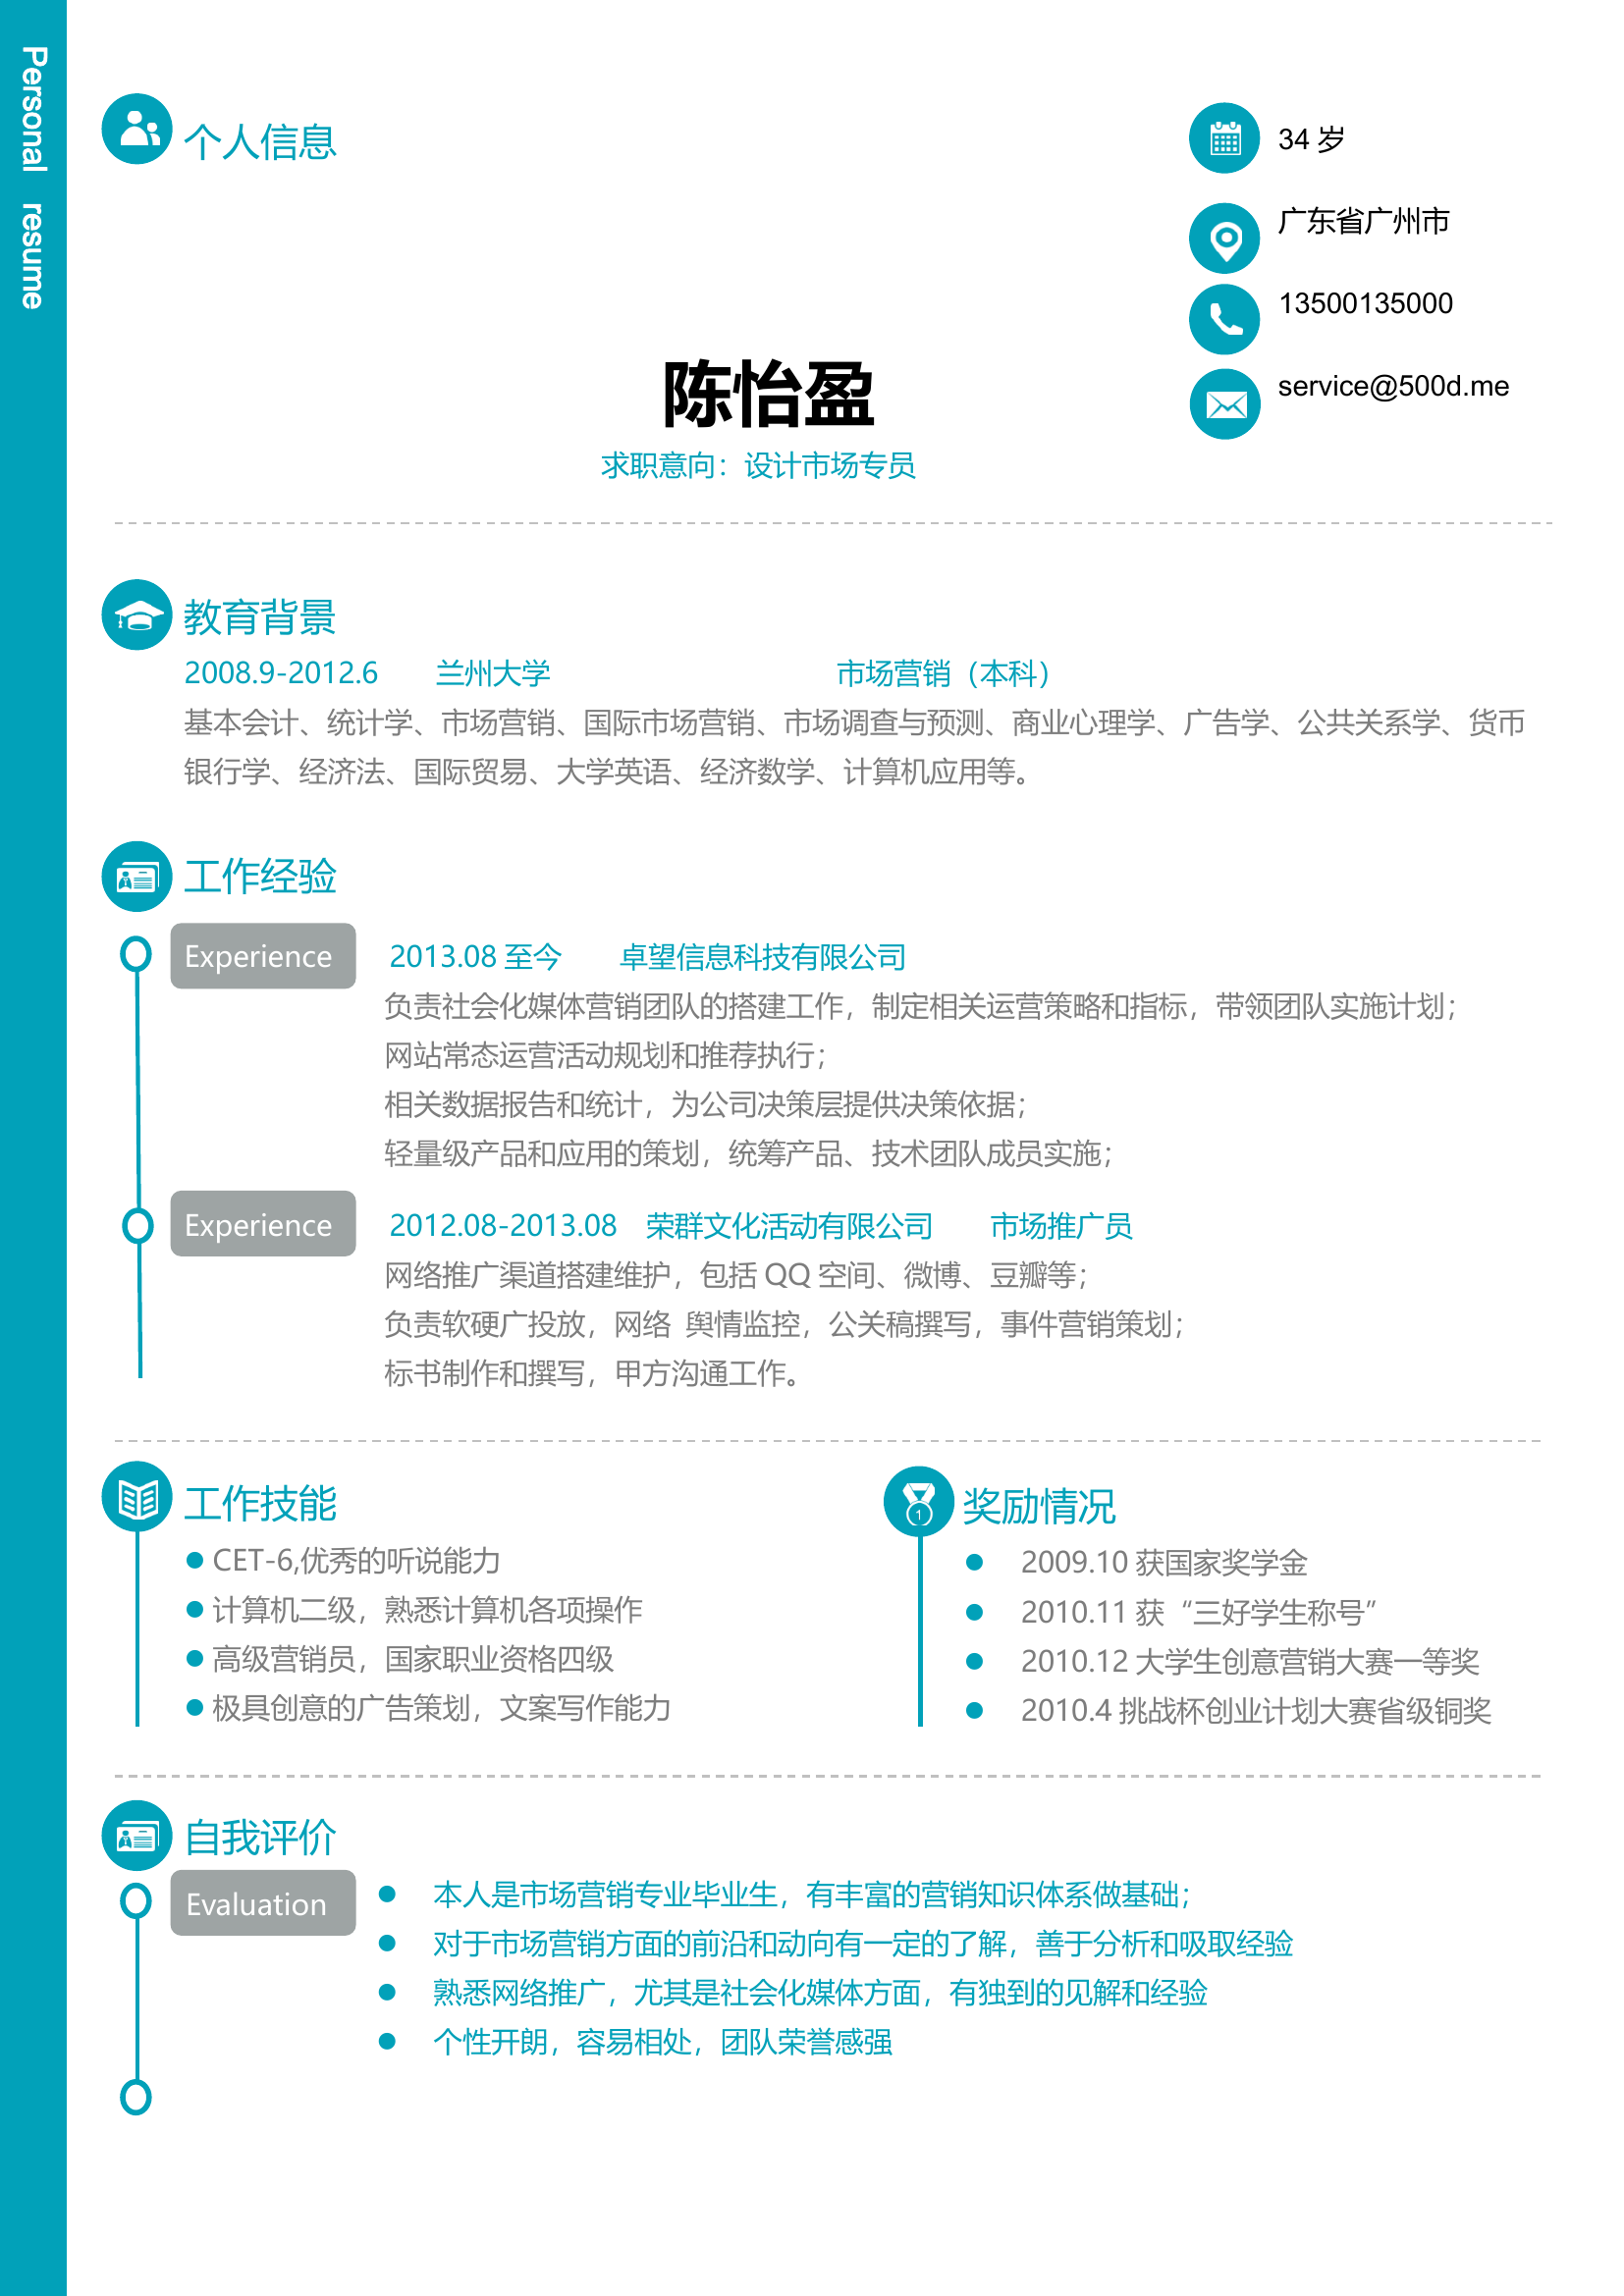 Personal resume
个人信息
34 岁
广东省广州市
13500135000
service@500d.me
陈怡盈
求职意向：设计市场专员
教育背景
2008.9-2012.6 兰州大学 市场营销（本科）
基本会计、统计学、市场营销、国际市场营销、市场调查与预测、商业心理学、广告学、公共关系学、货币
银行学、经济法、国际贸易、大学英语、经济数学、计算机应用等。
工作经验
Experience 2013.08 至今 卓望信息科技有限公司
负责社会化媒体营销团队的搭建工作，制定相关运营策略和指标，带领团队实施计划；
网站常态运营活动规划和推荐执行；
相关数据报告和统计，为公司决策层提供决策依据；
轻量级产品和应用的策划，统筹产品、技术团队成员实施；
Experience 2012.08-2013.08 荣群文化活动有限公司 市场推广员
网络推广渠道搭建维护，包括 QQ 空间、微博、豆瓣等；
负责软硬广投放，网络 舆情监控，公关稿撰写，事件营销策划；
标书制作和撰写，甲方沟通工作。
工作技能
CET-6,优秀的听说能力
计算机二级，熟悉计算机各项操作
高级营销员，国家职业资格四级
极具创意的广告策划，文案写作能力
1
奖励情况
2009.10 获国家奖学金
2010.11 获“三好学生称号”
2010.12 大学生创意营销大赛一等奖
2010.4 挑战杯创业计划大赛省级铜奖
自我评价
Evaluation
本人是市场营销专业毕业生，有丰富的营销知识体系做基础；
对于市场营销方面的前沿和动向有一定的了解，善于分析和吸取经验
熟悉网络推广，尤其是社会化媒体方面，有独到的见解和经验
个性开朗，容易相处，团队荣誉感强